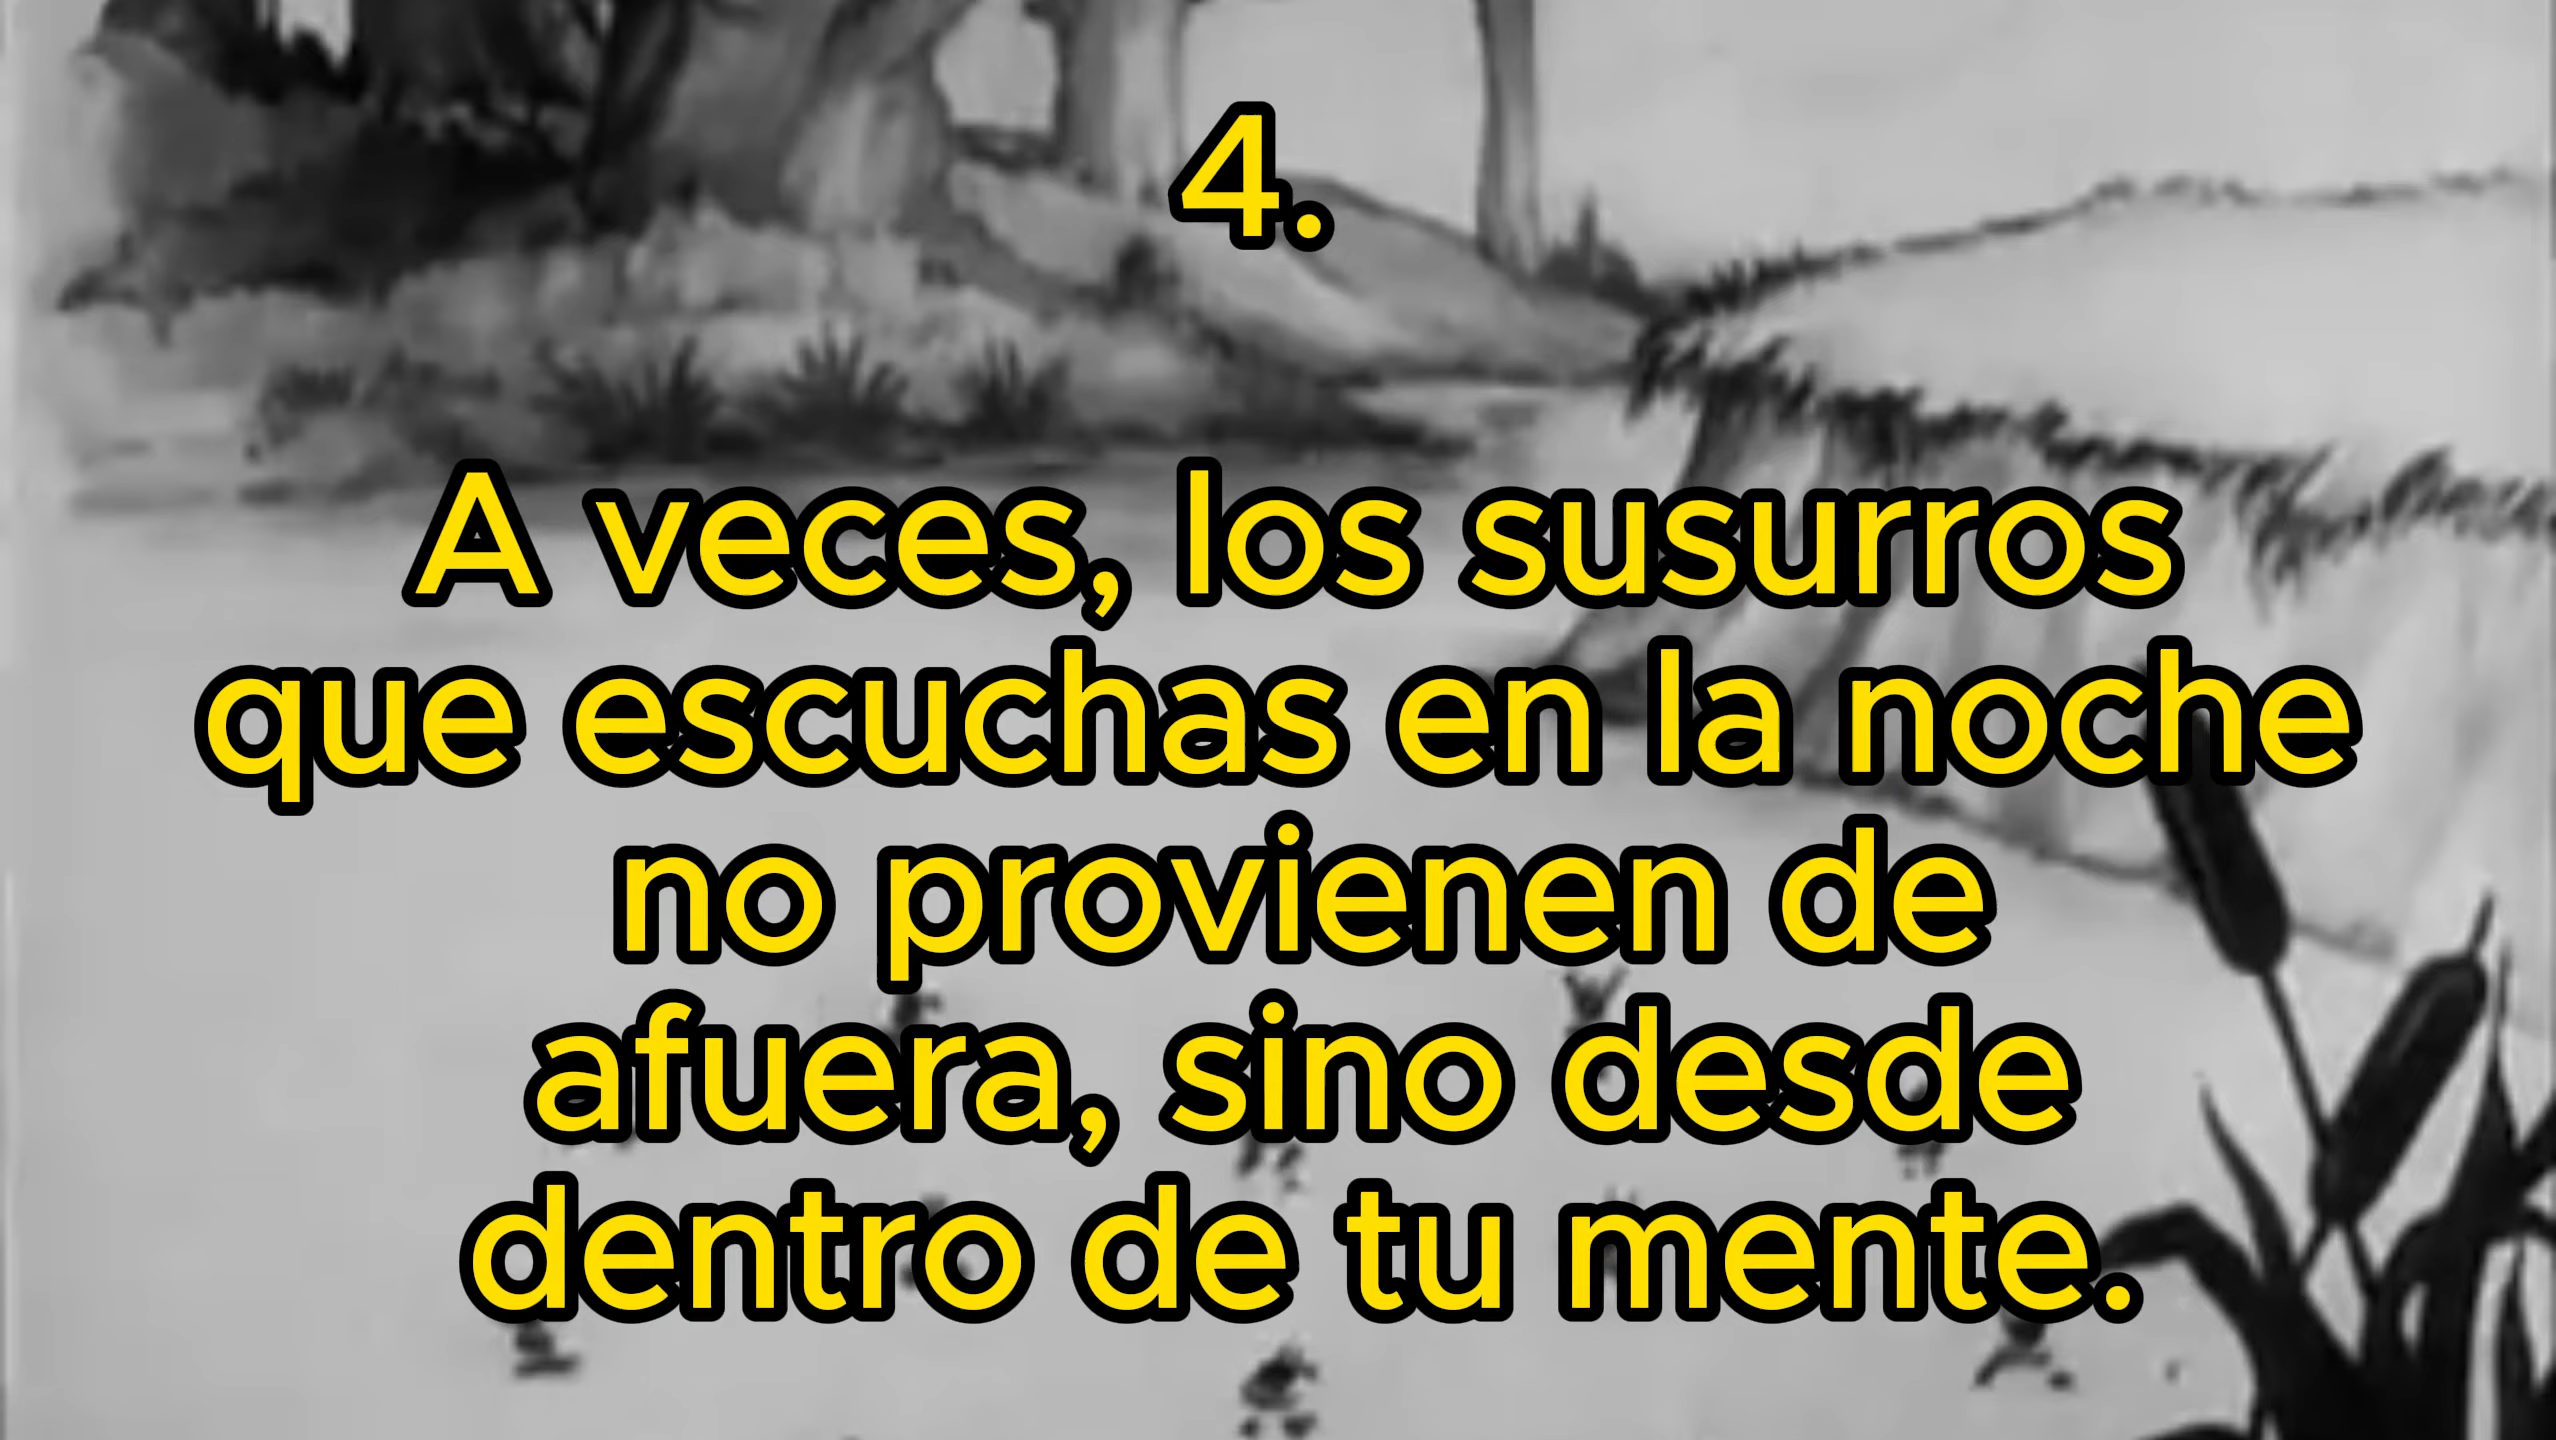 4.
A veces, los susurros
que escuchas en la noche
no provienen de
afuera, sino desde
dentro de tu mente.